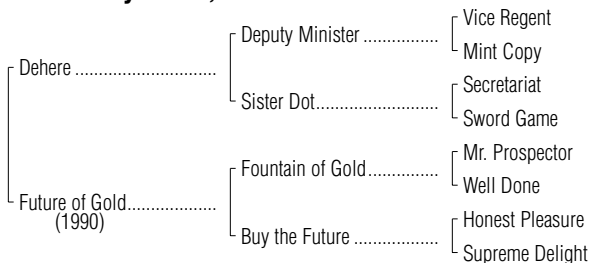 Vice Regent
Deputy Minister ..................
Mint Copy
Dehere .................................
Secretariat
Sister Dot.............................
Sword Game
Mr. Prospector
Fountain of Gold.................
Well Done
Future of Gold.....................
(1990)
Honest Pleasure
Buy the Future ....................
Supreme Delight